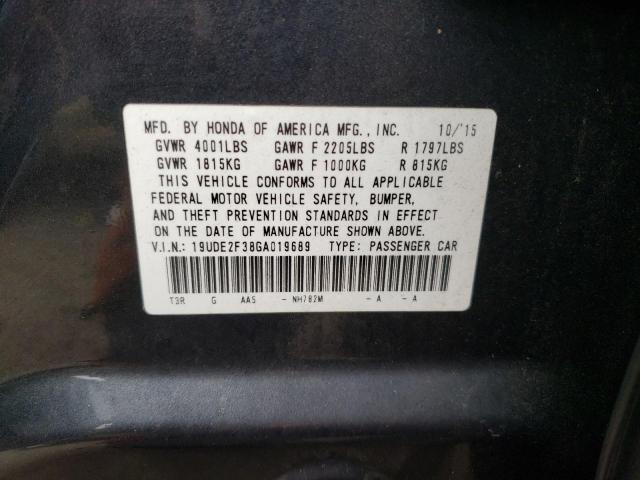 MFD. BY HONDA OF AMERICA MFG., INC. 10/'15
GVWR 4001LBS GAWR F 2205LBS R 1797LBS
GVWR 1815KG GAWR F 1000KG R 815KG
THIS VEHICLE CONFORMS TO ALL APPLICABLE
FEDERAL MOTOR VEHICLE SAFETY, BUMPER,
AND THEFT PREVENTION STANDARDS IN EFFECT
ON THE DATE OF MANUFACTURE SHOWN ABOVE.
V.I.N.: 19UDE2F38GA019689 TYPE: PASSENGER CAR
T3R G AA5 - NH782M - A - A